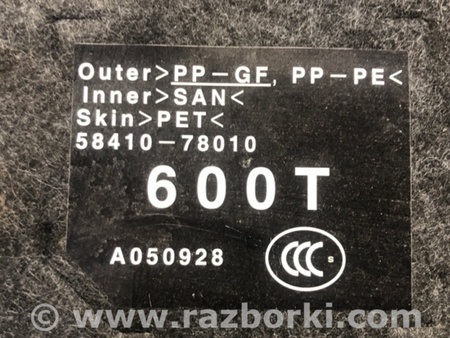 Outer>PP-GF, PP-PE<
Inner>SAN<
Skin>PET<
58410-78010
600T
A050928
CCC S
© www.razborki.com